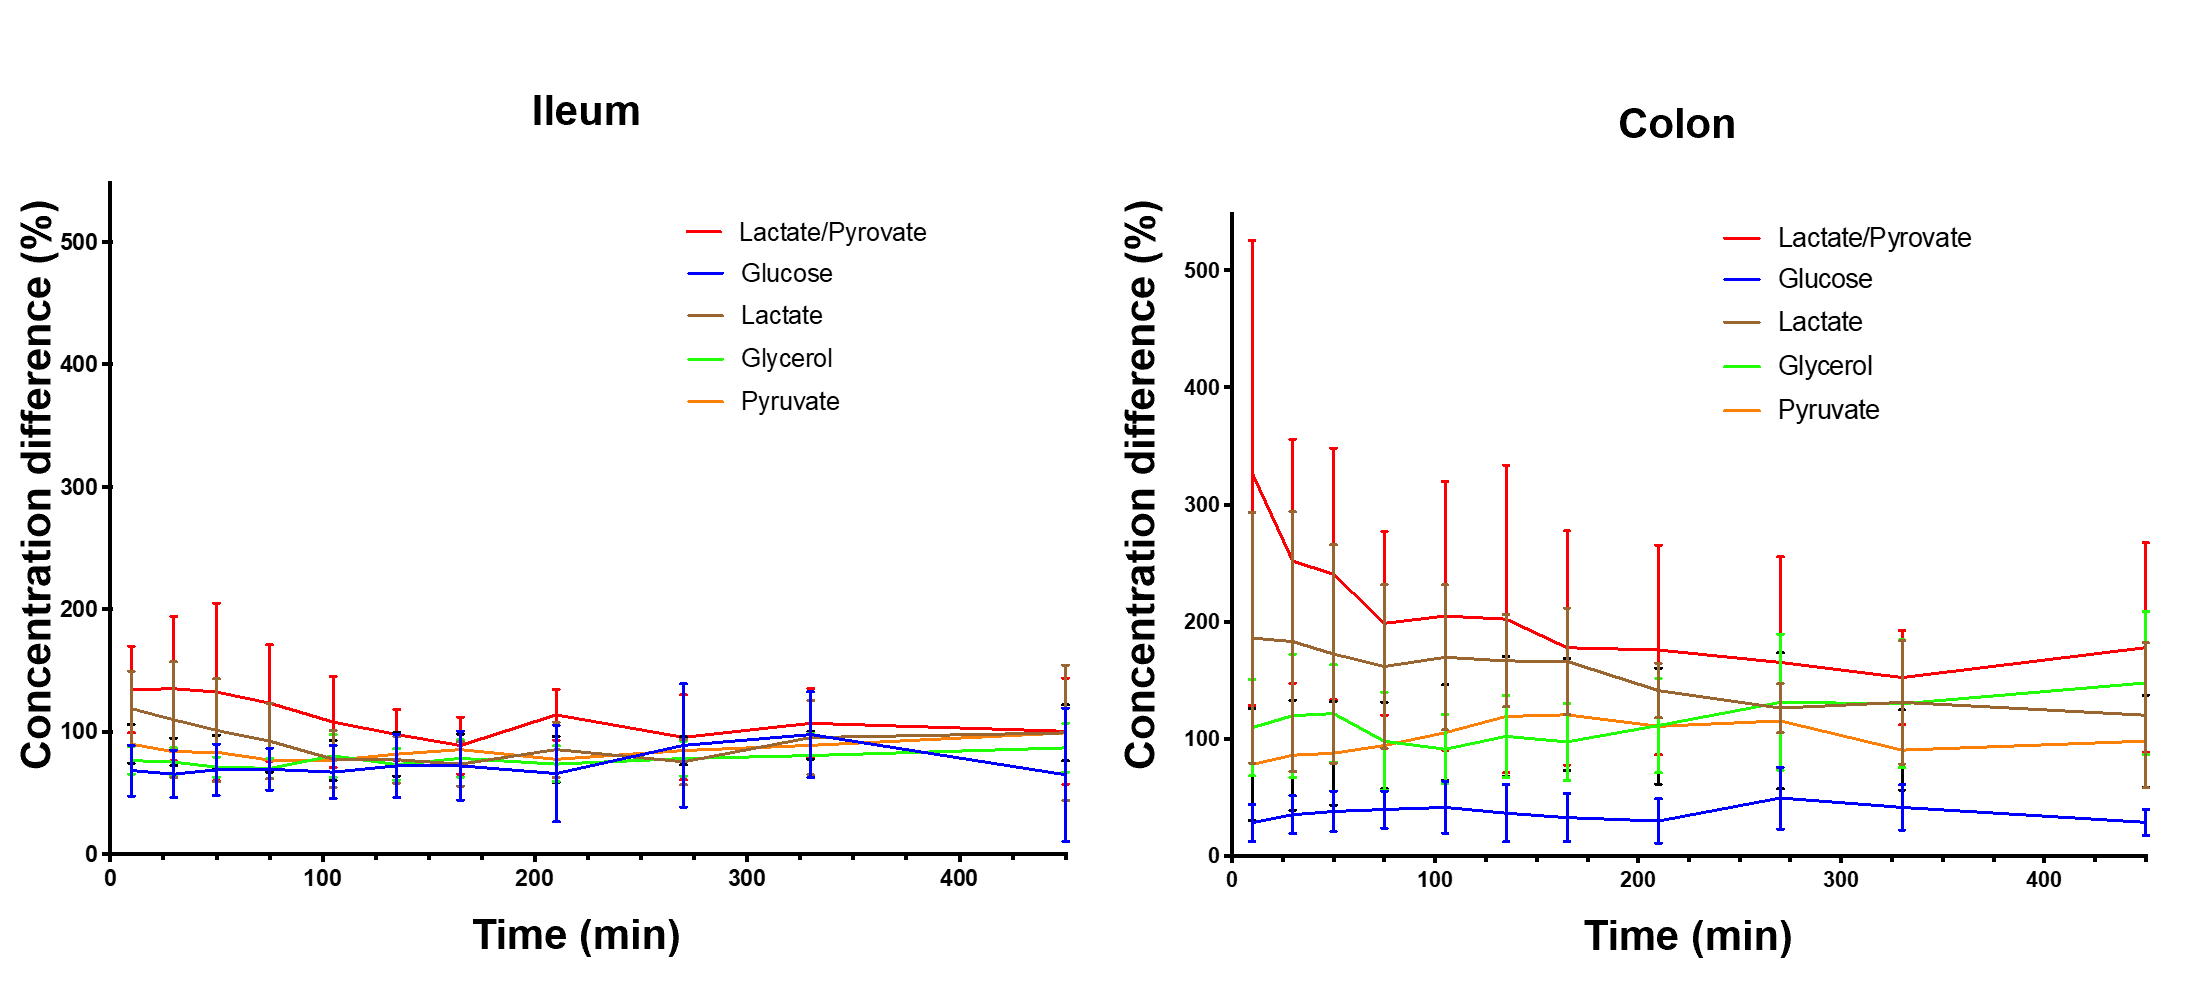 Ileum
Concentration difference (%)
500
400
300
200
100
0
Lactate/Pyrovate
Glucose
Lactate
Glycerol
Pyruvate
0 100 200 300 400
Time (min)
Colon
Concentration difference (%)
500
400
300
200
100
0
Lactate/Pyrovate
Glucose
Lactate
Glycerol
Pyruvate
0 100 200 300 400
Time (min)